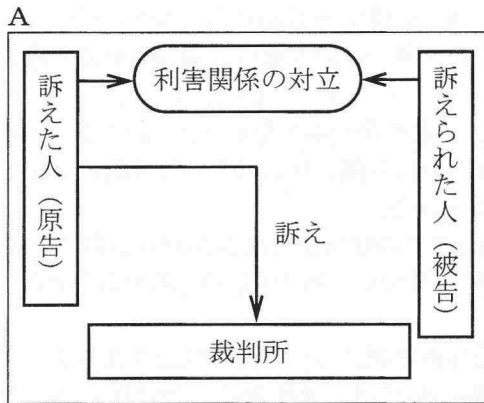 A
利害関係の対立
訴えた人（原告）
訴えられた人（被告）
訴え
裁判所